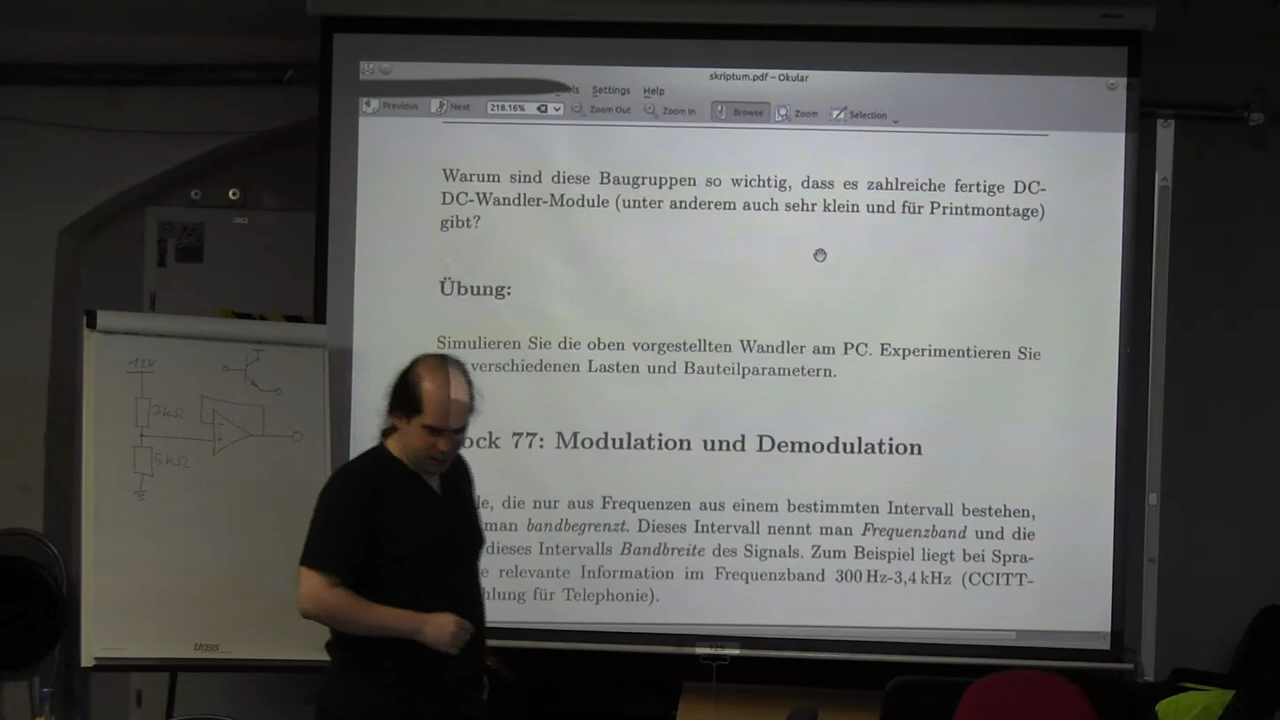 skriptum.pdf – Okular
Settings Help
Previous Next 218.16% Zoom Out Zoom In Browse Zoom Selection
Warum sind diese Baugruppen so wichtig, dass es zahlreiche fertige DC-
DC-Wandler-Module (unter anderem auch sehr klein und für Printmontage)
gibt?
Übung:
Simulieren Sie die oben vorgestellten Wandler am PC. Experimentieren Sie
verschiedenen Lasten und Bauteilparametern.
ock 77: Modulation und Demodulation
le, die nur aus Frequenzen aus einem bestimmten Intervall bestehen,
man bandbegrenzt. Dieses Intervall nennt man Frequenzband und die
dieses Intervalls Bandbreite des Signals. Zum Beispiel liegt bei Spra-
e relevante Information im Frequenzband 300 Hz-3,4 kHz (CCITT-
hlung für Telephonie).
12V
7kΩ
5kΩ